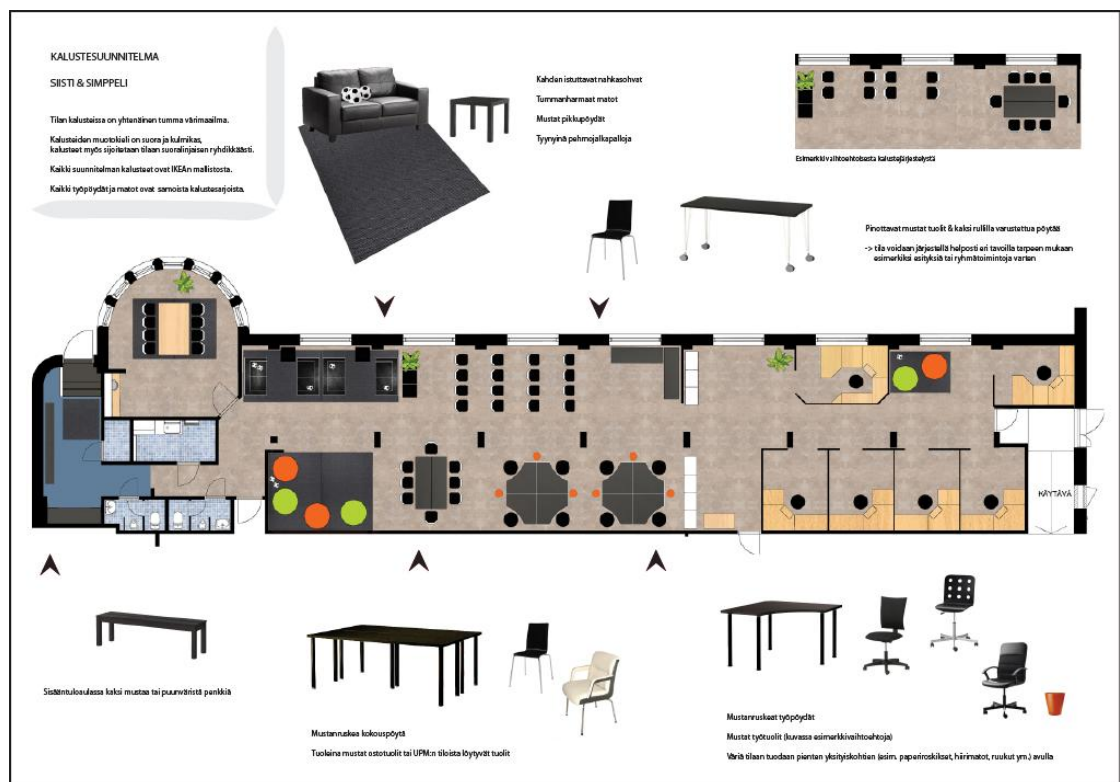 KALUSTESUUNNITELMA
SIISTI & SIMPPELI
Tilan kalusteissa on yhtenäinen tumma värimaailma.
Kalusteiden muotokieli on suora ja kulmikas,
kalusteet myös sijoitetaan tilaan suoralinjaisen ryhdikkäästi.
Kaikki suunnitelman kalusteet ovat IKEAn mallistosta.
Kaikki työpöydät ja matot ovat samoista kalustesarjoista.
Kahden istuttavat nahkasohvat
Tummanharmaat matot
Mustat pikkupöydät
Tyynyinä pehmojalkapalloja
Esimerkki vaihtoehtoisesta kalustejärjestelystä
Pinottavat mustat tuolit & kaksi rullilla varustettua pöytää
-> tila voidaan järjestellä helposti eri tavoilla tarpeen mukaan
esimerkiksi esityksiä tai ryhmätoimintoja varten
KÄYTÄVÄ
Sisääntuloaulassa kaksi mustaa tai puunväristä penkkiä
Mustanruskea kokouspöytä
Tuoleina mustat ostotuolit tai UPM:n tiloista löytyvät tuolit
Mustanruskeat työpöydät
Mustat työtuolit (kuvassa esimerkkivaihtoehtoja)
Väriä tilaan tuodaan pienten yksityiskohtien (esim. paperiroskikset, hiirimatot, ruukut ym.) avulla